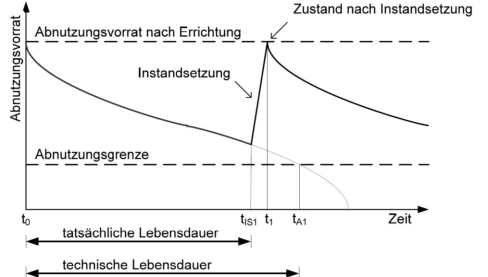 Zustand nach Instandsetzung
Abnutzungsvorrat nach Errichtung
Abnutzungsvorrat
Instandsetzung
Abnutzungsgrenze
t0 tIS1 t1 tA1 Zeit
tatsächliche Lebensdauer
technische Lebensdauer